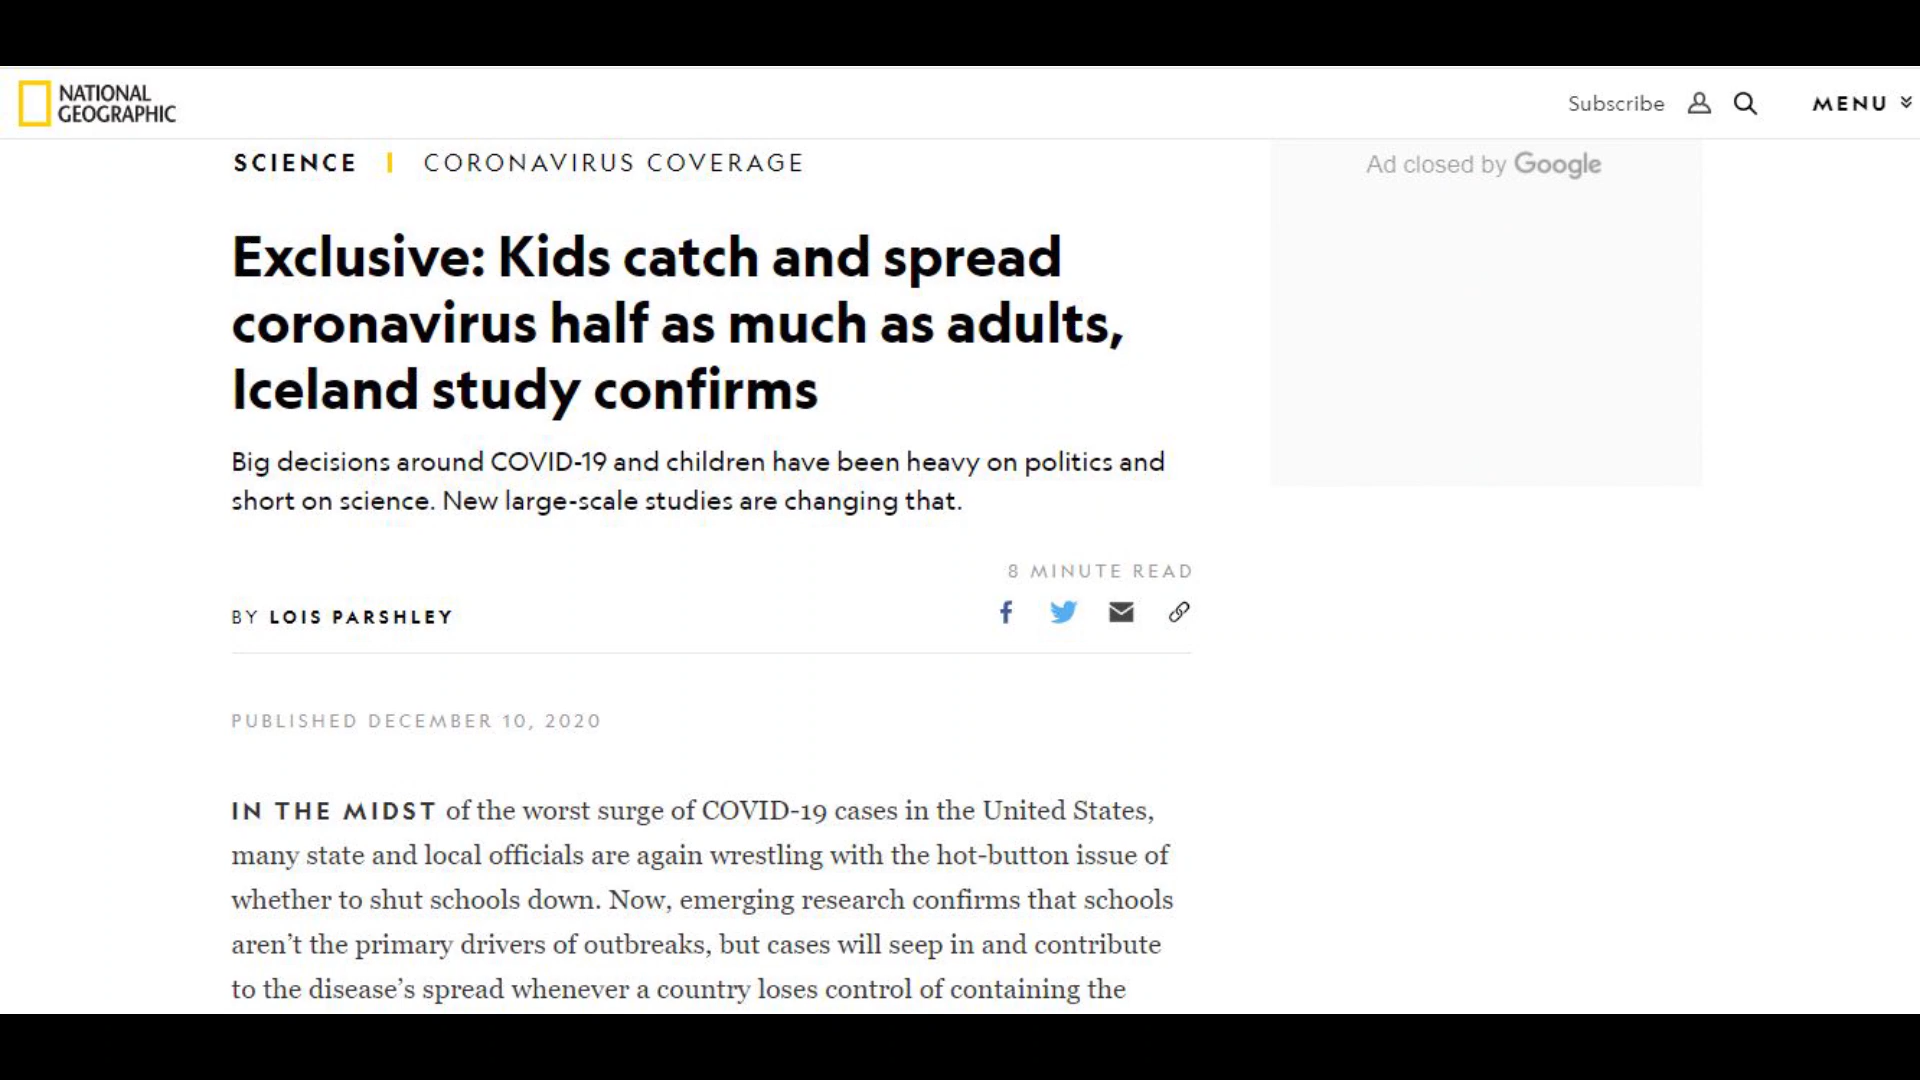 NATIONAL
GEOGRAPHIC
Subscribe
MENU
SCIENCE | CORONAVIRUS COVERAGE
Ad closed by Google
Exclusive: Kids catch and spread
coronavirus half as much as adults,
Iceland study confirms
Big decisions around COVID-19 and children have been heavy on politics and
short on science. New large-scale studies are changing that.
8 MINUTE READ
BY LOIS PARSHLEY
PUBLISHED DECEMBER 10, 2020
IN THE MIDST of the worst surge of COVID-19 cases in the United States,
many state and local officials are again wrestling with the hot-button issue of
whether to shut schools down. Now, emerging research confirms that schools
aren’t the primary drivers of outbreaks, but cases will seep in and contribute
to the disease’s spread whenever a country loses control of containing the